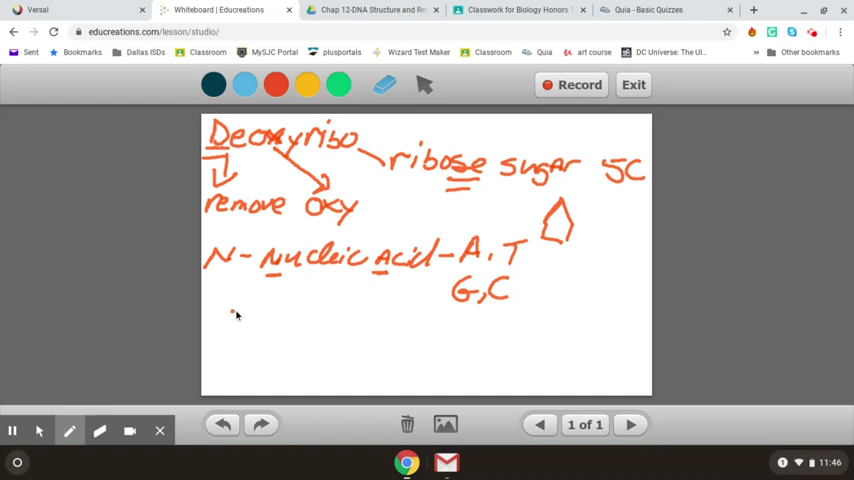 Versal
Whiteboard | Educreations
Chap 12-DNA Structure and Re
Classwork for Biology Honors T
Quia - Basic Quizzes
educreations.com/lesson/studio/
Sent
Bookmarks
Dallas ISDs
Classroom
My MySJC Portal
plusportals
Wizard Test Maker
Classroom
Quia
art course
DC Universe: The Ul...
»
Other bookmarks
Record
Exit
Deoxyribo
ribose sugar 5C
remove oxy
N - Nucleic Acid - A, T
G, C
1 of 1
1
11:46